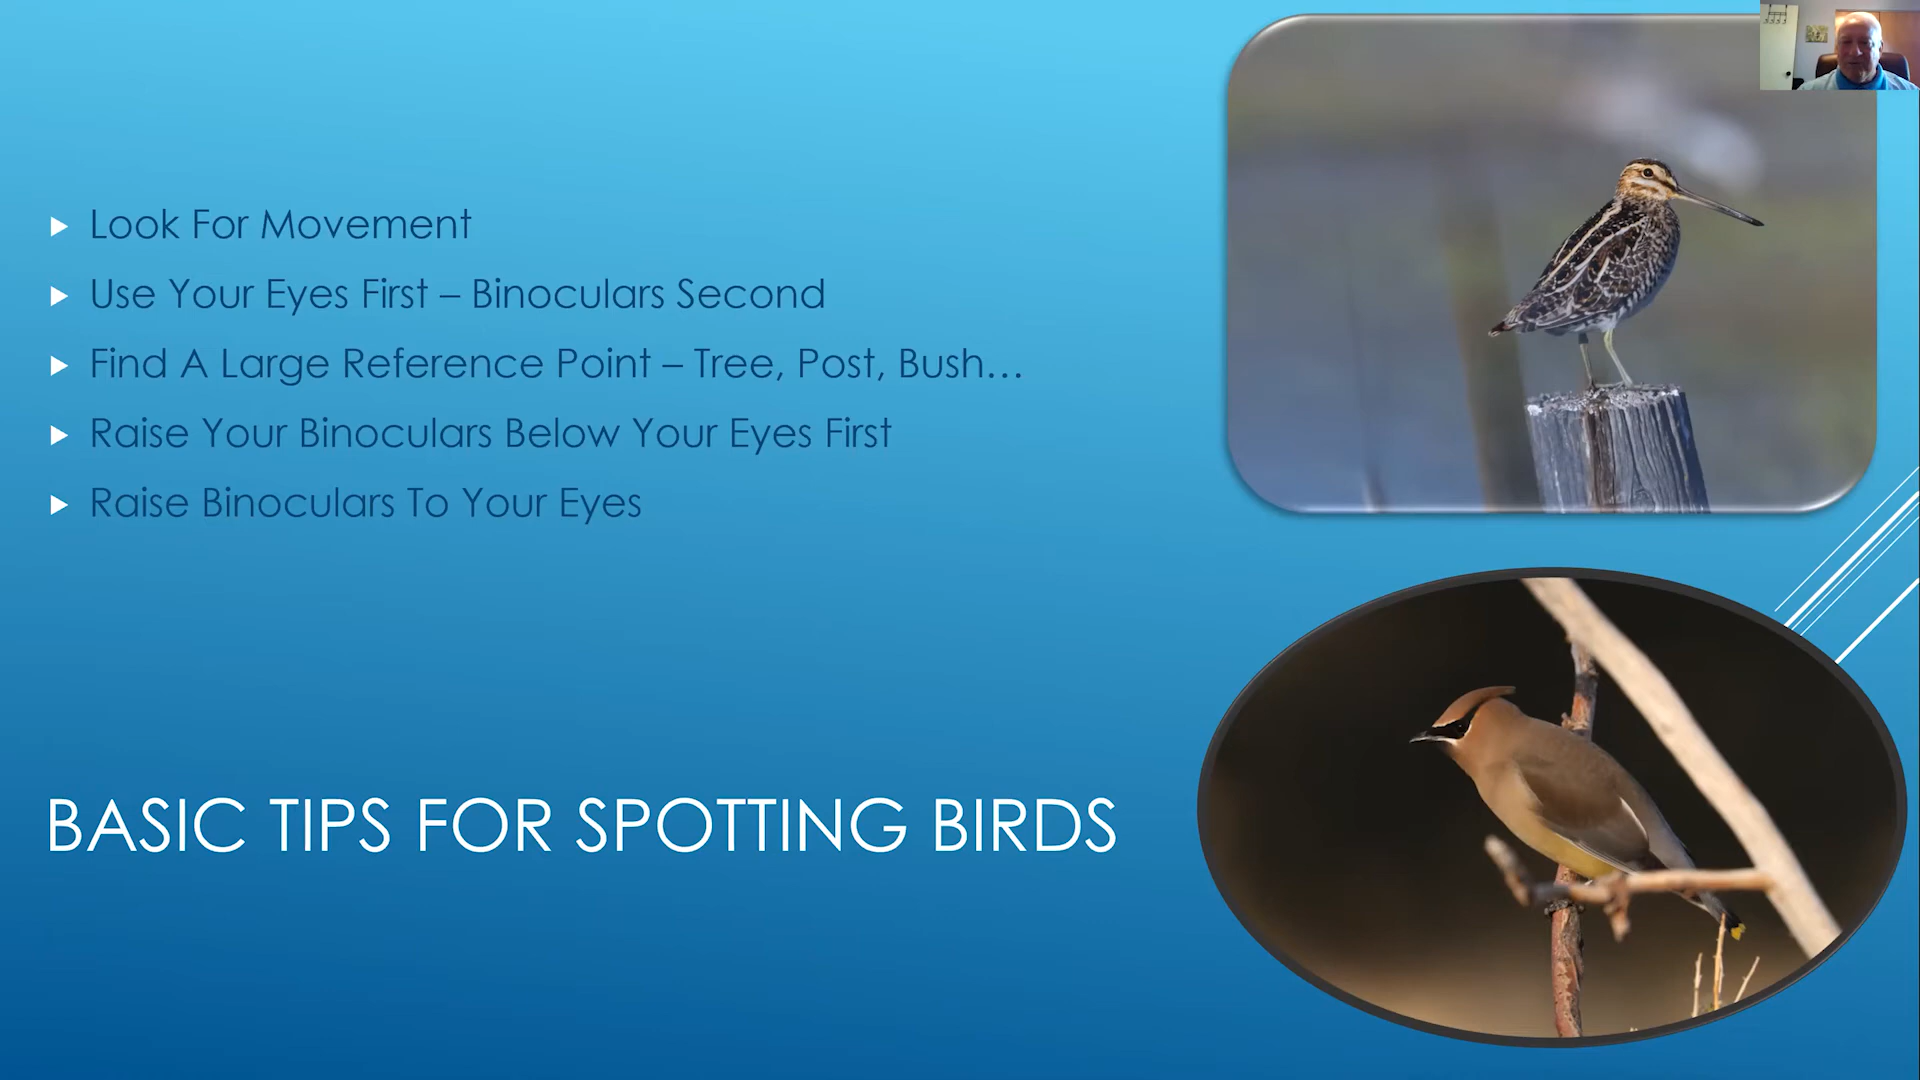 Look For Movement
Use Your Eyes First – Binoculars Second
Find A Large Reference Point – Tree, Post, Bush…
Raise Your Binoculars Below Your Eyes First
Raise Binoculars To Your Eyes
BASIC TIPS FOR SPOTTING BIRDS